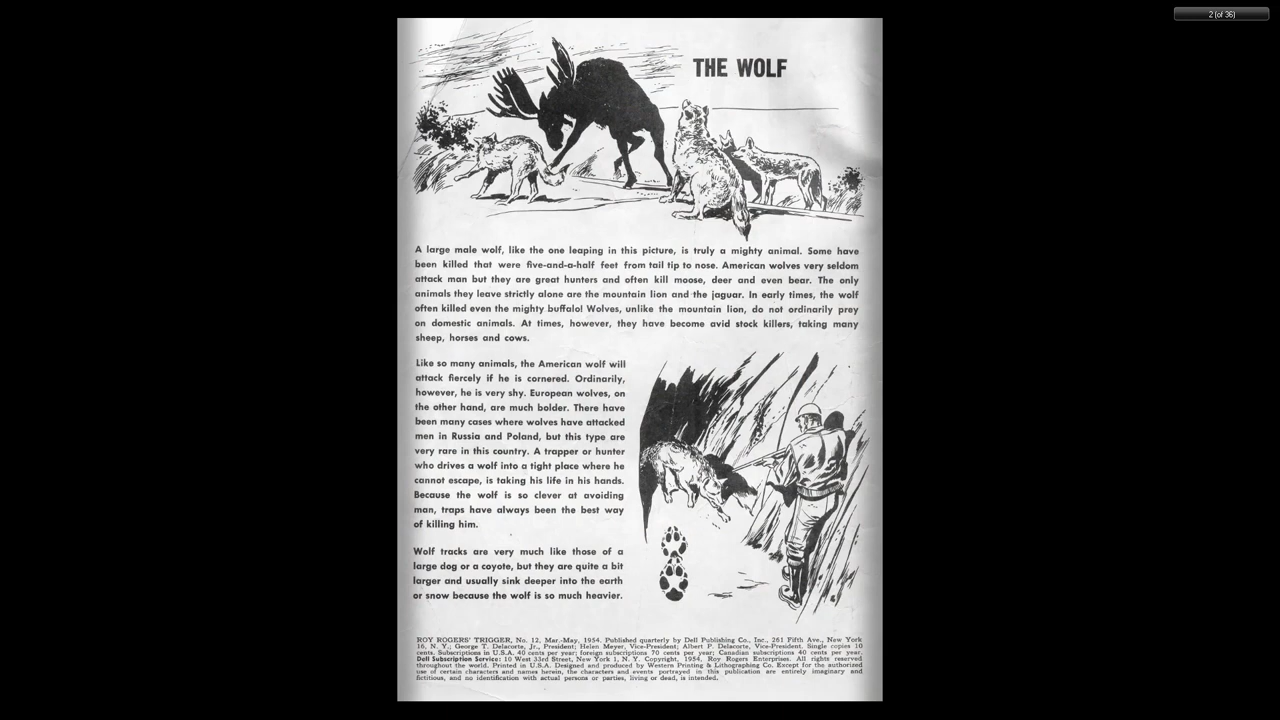 2 (of 36)
THE WOLF
A large male wolf, like the one leaping in this picture, is truly a mighty animal. Some have
been killed that were five-and-a-half feet from tail tip to nose. American wolves very seldom
attack man but they are great hunters and often kill moose, deer and even bear. The only
animals they leave strictly alone are the mountain lion and the jaguar. In early times, the wolf
often killed even the mighty buffalo! Wolves, unlike the mountain lion, do not ordinarily prey
on domestic animals. At times, however, they have become avid stock killers, taking many
sheep, horses and cows.
Like so many animals, the American wolf will
attack fiercely if he is cornered. Ordinarily,
however, he is very shy. European wolves, on
the other hand, are much bolder. There have
been many cases where wolves have attacked
men in Russia and Poland, but this type are
very rare in this country. A trapper or hunter
who drives a wolf into a tight place where he
cannot escape, is taking his life in his hands.
Because the wolf is so clever at avoiding
man, traps have always been the best way
of killing him.
Wolf tracks are very much like those of a
large dog or a coyote, but they are quite a bit
larger and usually sink deeper into the earth
or snow because the wolf is so much heavier.
ROY ROGERS' TRIGGER, No. 12, Mar.-May, 1954. Published quarterly by Dell Publishing Co., Inc., 261 Fifth Ave., New York
16, N. Y.; George T. Delacorte, Jr., President; Helen Meyer, Vice-President; Albert P. Delacorte, Vice-President. Single copies 10
cents. Subscriptions in U.S.A. 40 cents per year; foreign subscriptions 70 cents per year; Canadian subscriptions 40 cents per year.
Dell Subscription Service: 10 West 33rd Street, New York 1, N. Y. Copyright, 1954, Roy Rogers Enterprises. All rights reserved
throughout the world. Printed in U.S.A. Designed and produced by Western Printing & Lithographing Co. Except for the authorized
use of certain characters and names herein, the characters and events portrayed in this publication are entirely imaginary and
fictitious, and no identification with actual persons or parties, living or dead, is intended.